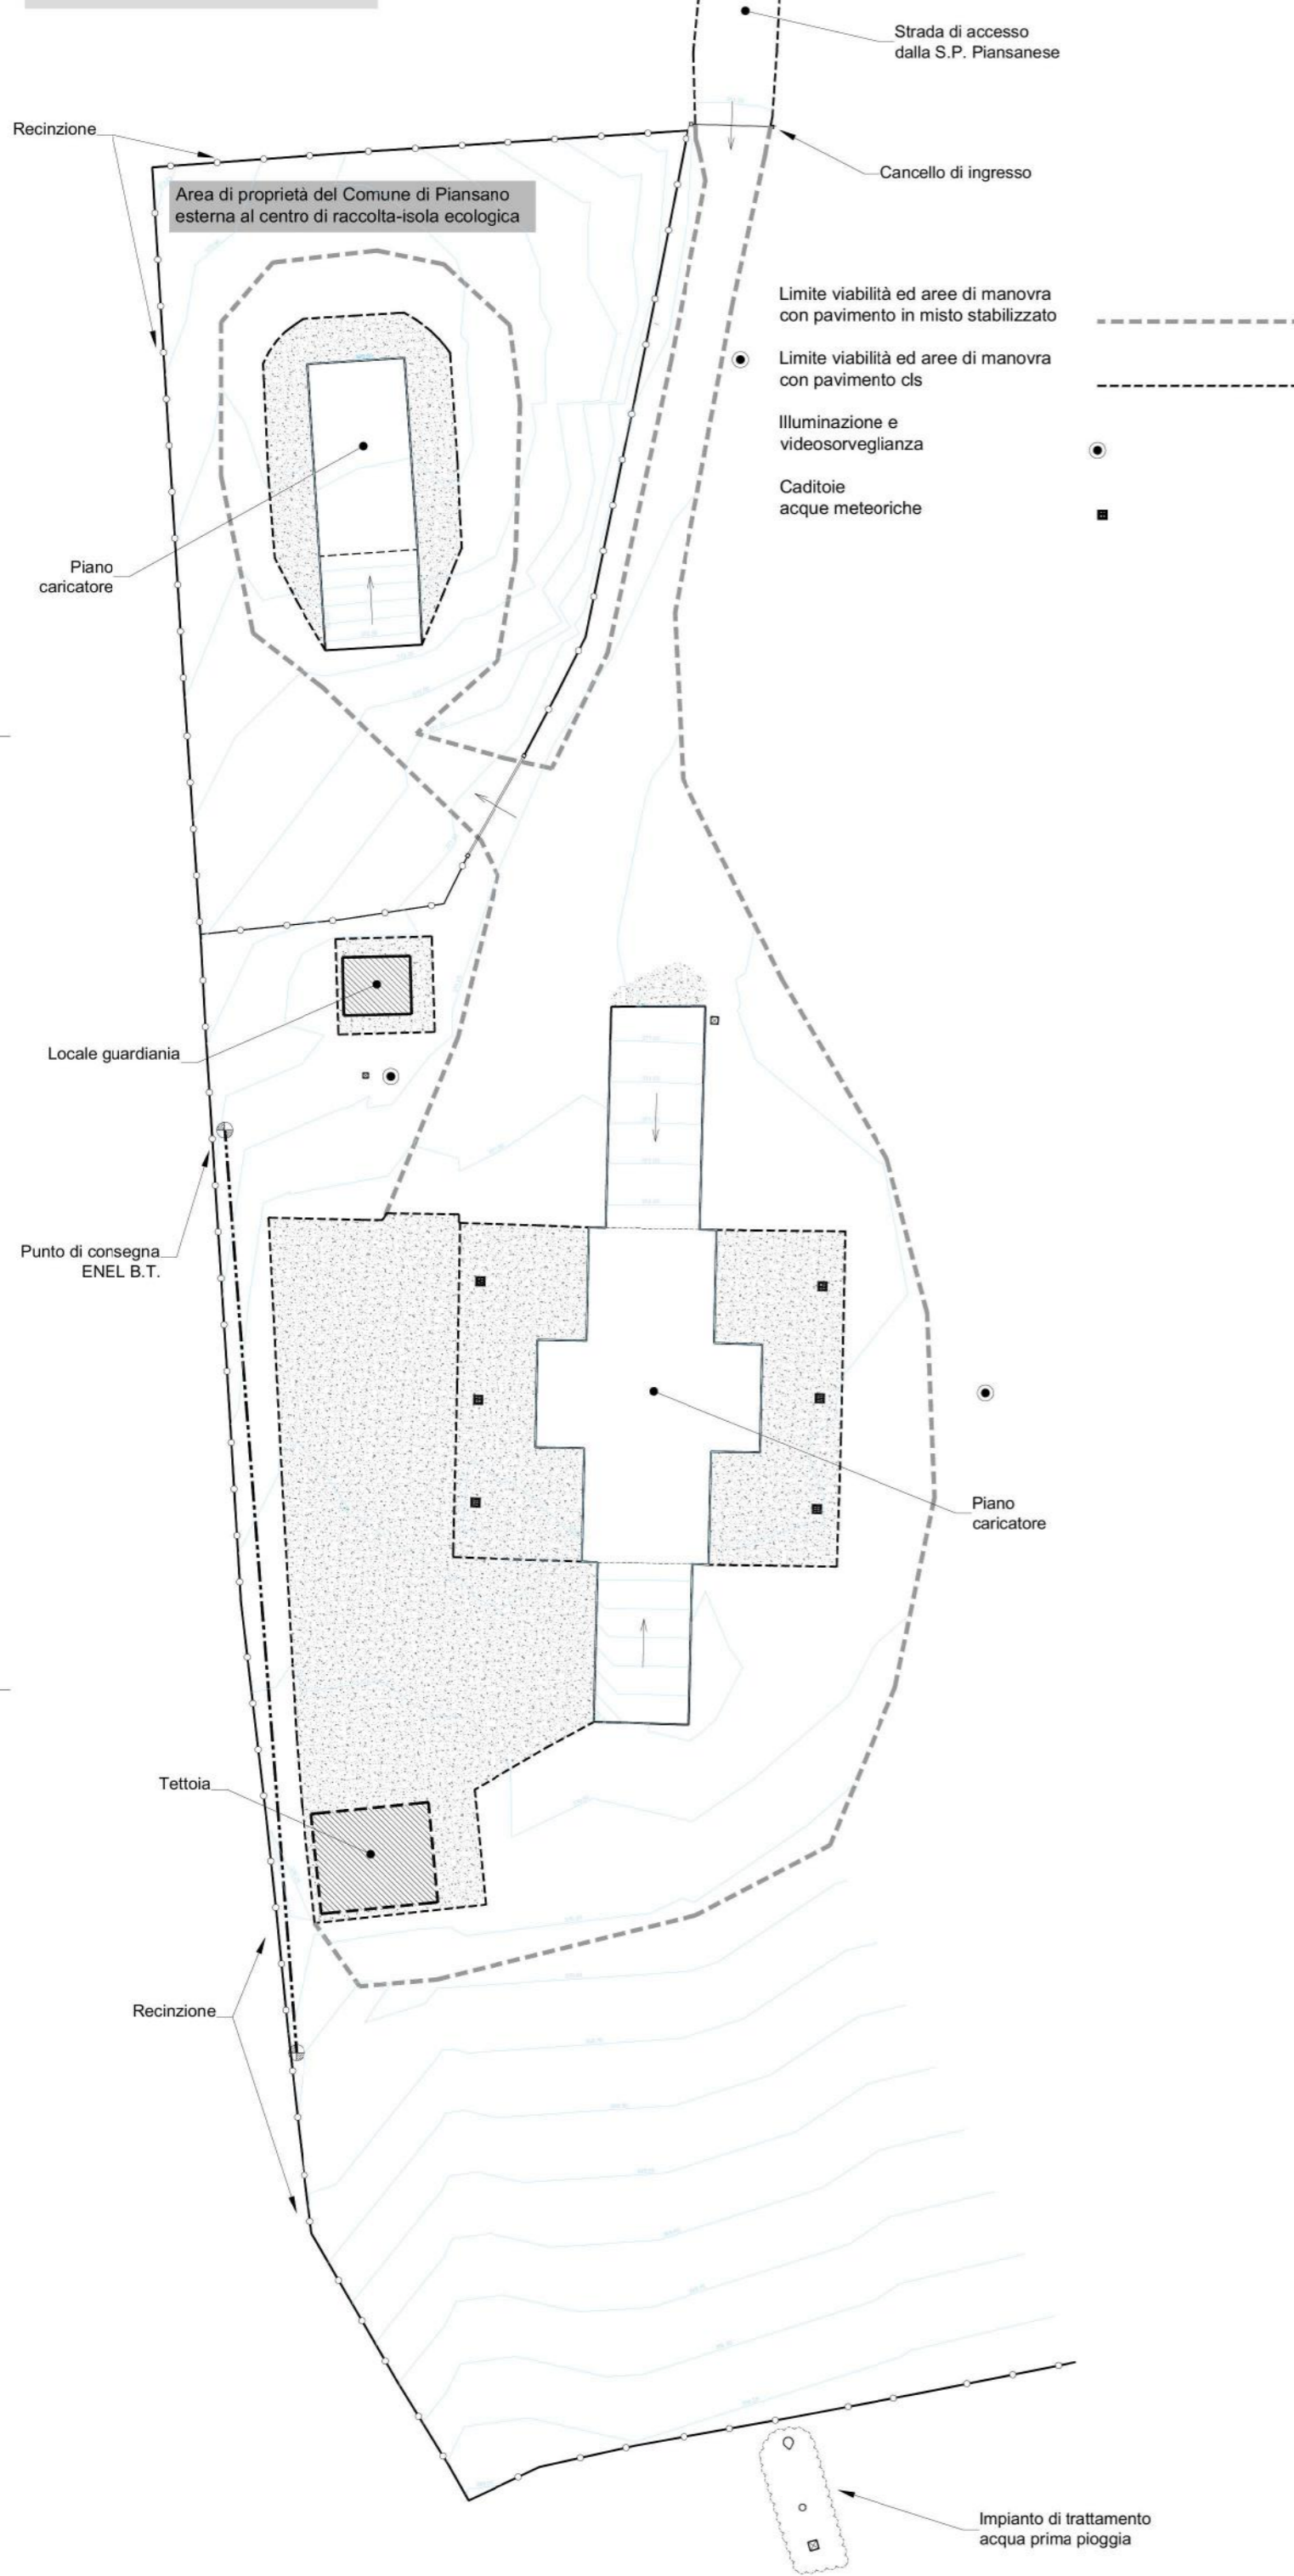 Strada di accesso
dalla S.P. Piansanese
Recinzione
Cancello di ingresso
Area di proprietà del Comune di Piansano
esterna al centro di raccolta-isola ecologica
Limite viabilità ed aree di manovra
con pavimento in misto stabilizzato
Limite viabilità ed aree di manovra
con pavimento cls
Illuminazione e
videosorveglianza
Caditoie
acque meteoriche
Piano
caricatore
Locale guardiania
Punto di consegna
ENEL B.T.
Piano
caricatore
Tettoia
Recinzione
Impianto di trattamento
acqua prima pioggia